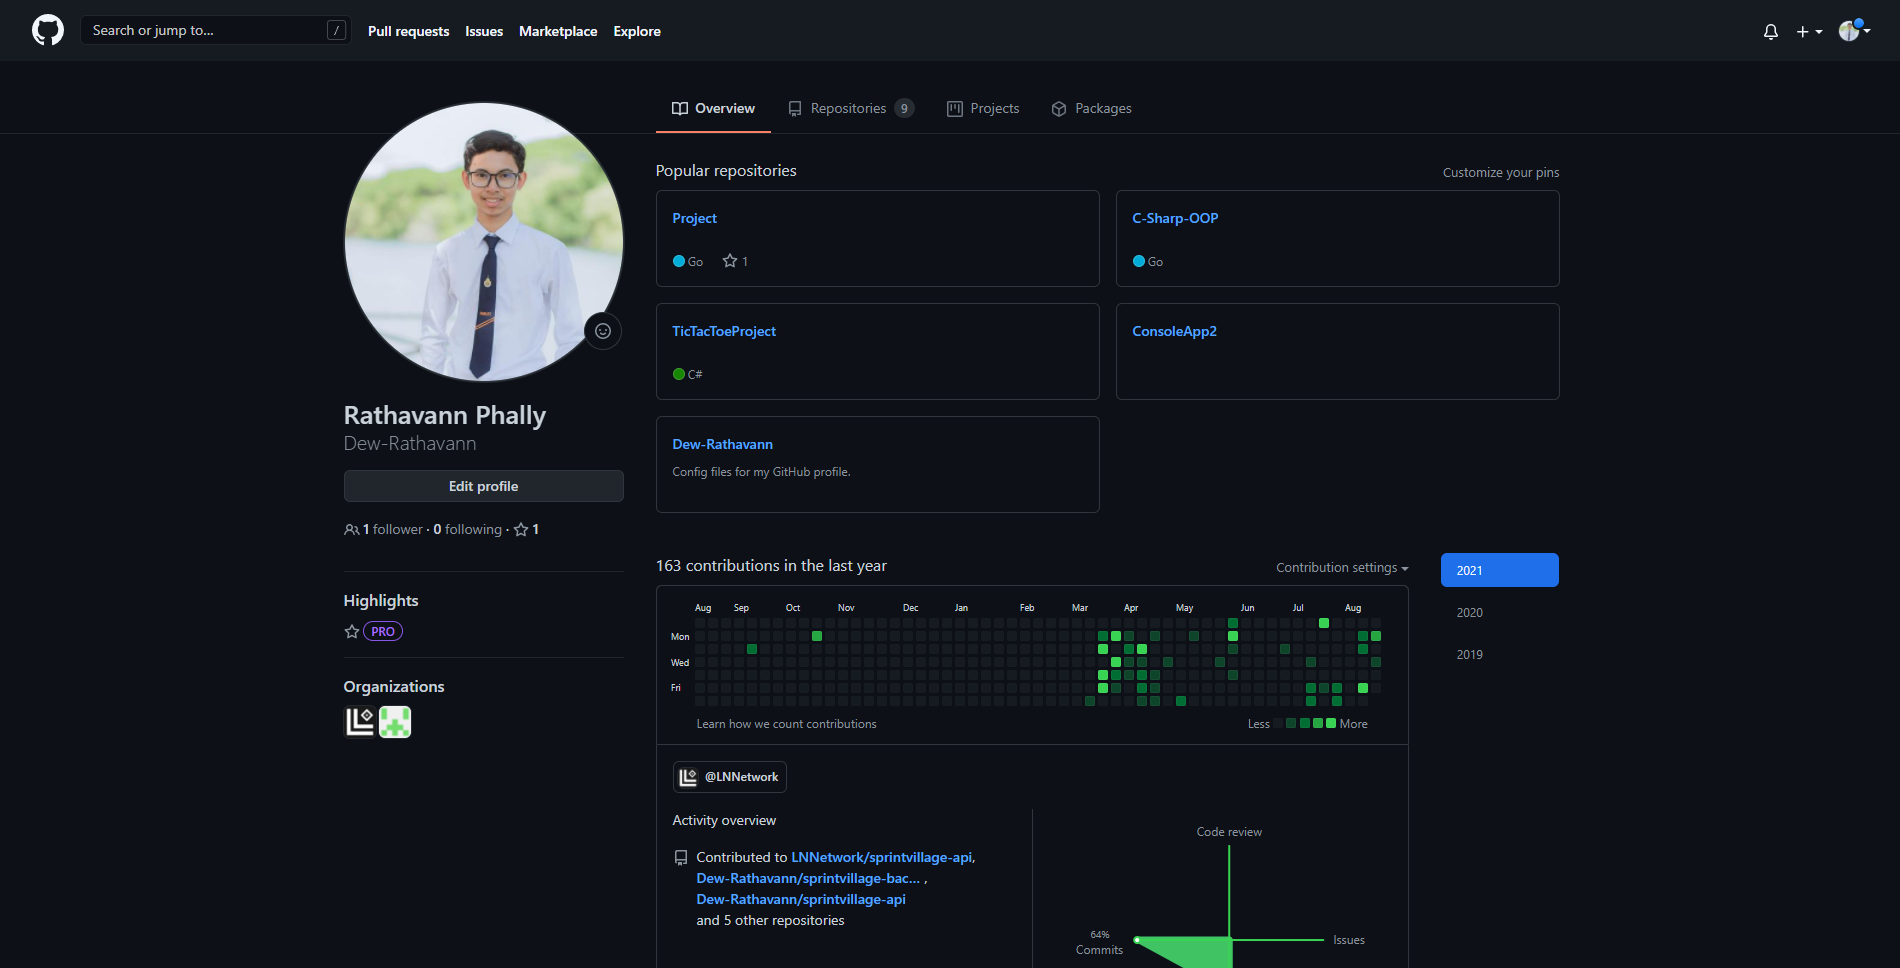 Search or jump to... /
Pull requests Issues Marketplace Explore
Overview Repositories 9 Projects Packages
Rathavann Phally
Dew-Rathavann
Edit profile
1 follower · 0 following · 1
Highlights
PRO
Organizations
Popular repositories
Customize your pins
Project
Go 1
C-Sharp-OOP
Go
TicTacToeProject
C#
ConsoleApp2
Dew-Rathavann
Config files for my GitHub profile.
163 contributions in the last year
Contribution settings
2021
2020
2019
Aug Sep Oct Nov Dec Jan Feb Mar Apr May Jun Jul Aug
Mon
Wed
Fri
Learn how we count contributions
Less More
@LNNetwork
Activity overview
Contributed to LNNetwork/sprintvillage-api,
Dew-Rathavann/sprintvillage-bac... ,
Dew-Rathavann/sprintvillage-api
and 5 other repositories
Code review
64%
Commits
Issues